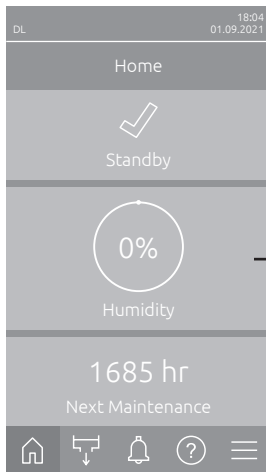 18:04
DL 01.09.2021
Home
Standby
0%
Humidity
1685 hr
Next Maintenance
?